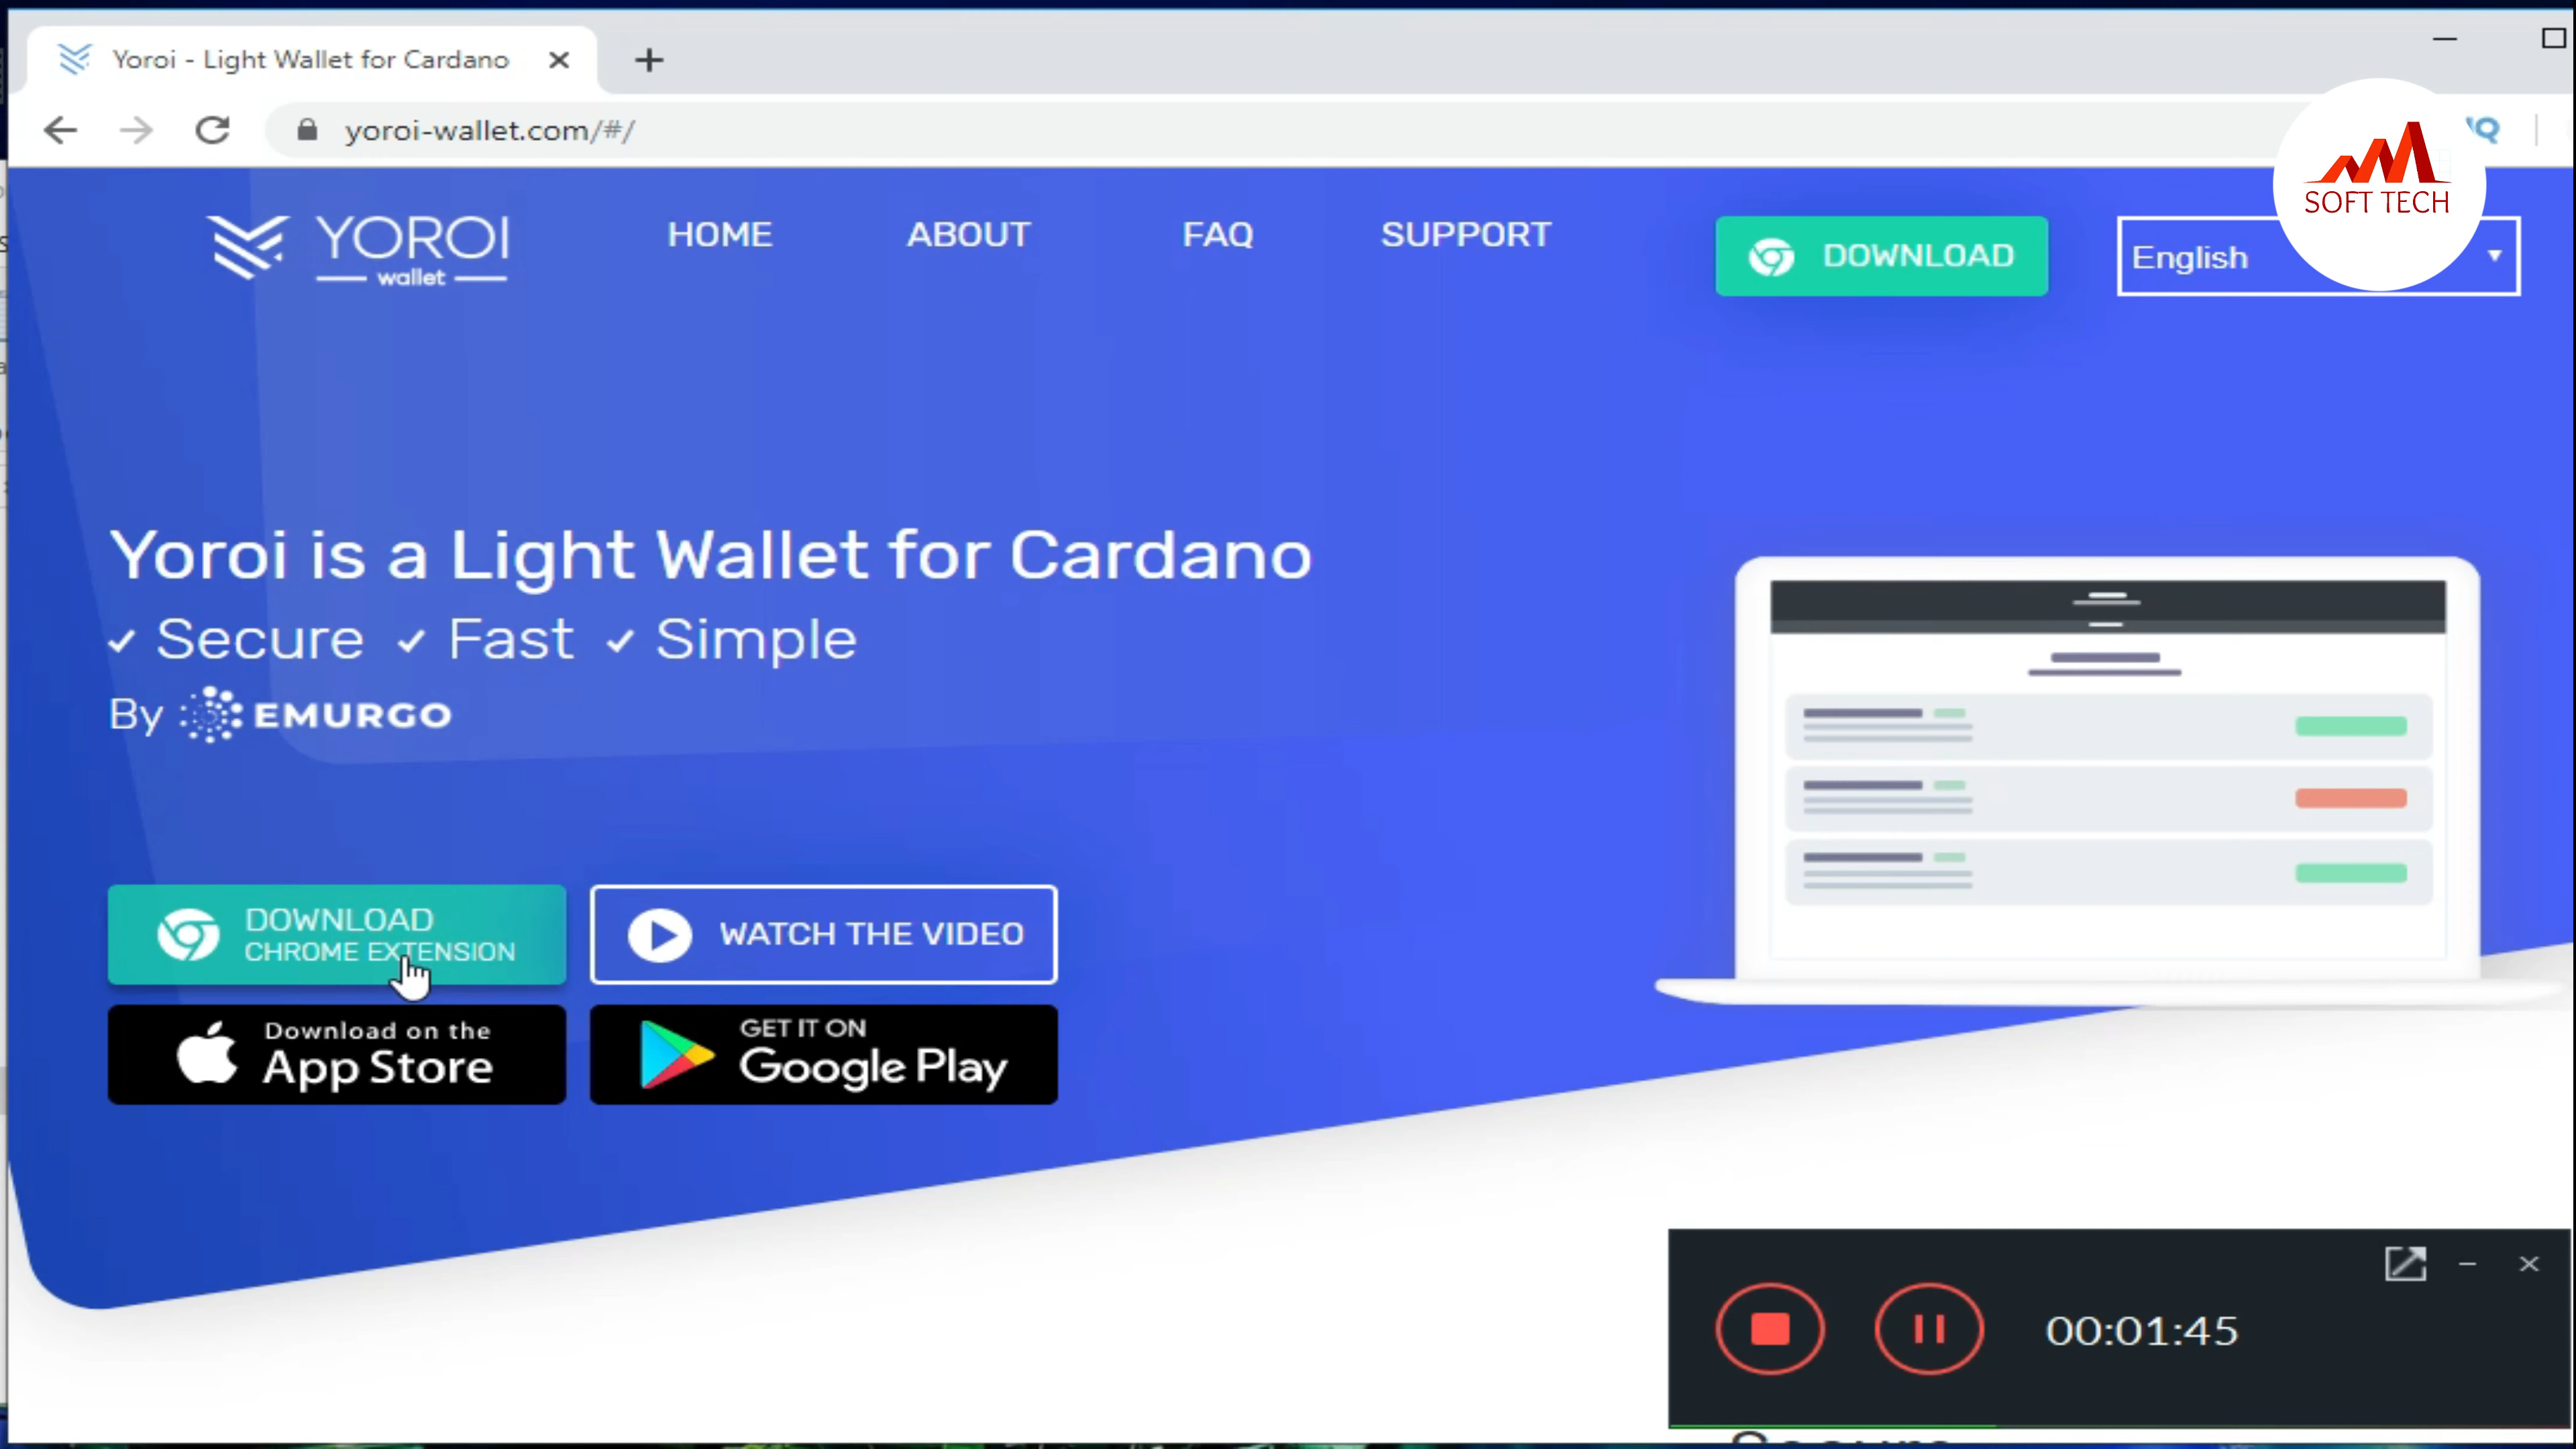 Yoroi - Light Wallet for Cardano
yoroi-wallet.com/#/
SOFT TECH
YOROI
wallet
HOME
ABOUT
FAQ
SUPPORT
DOWNLOAD
English
Yoroi is a Light Wallet for Cardano
✓ Secure ✓ Fast ✓ Simple
By EMURGO
DOWNLOAD
CHROME EXTENSION
WATCH THE VIDEO
Download on the
App Store
GET IT ON
Google Play
00:01:45